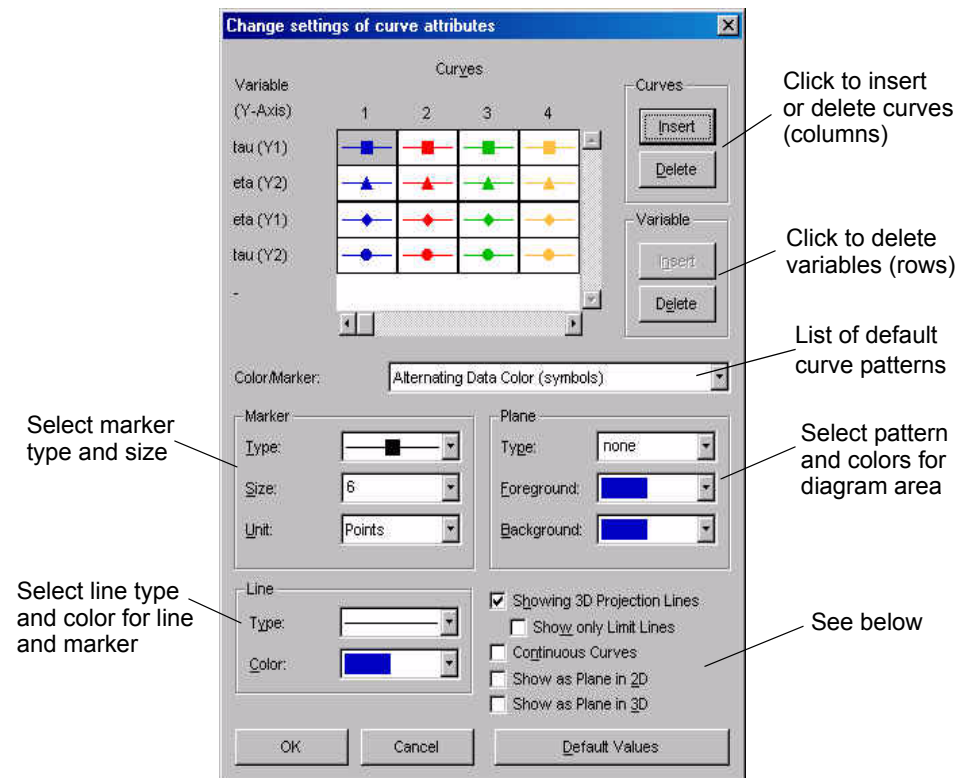 Change settings of curve attributes
Curves
Variable
(Y-Axis)
1 2 3 4
tau (Y1)
eta (Y2)
eta (Y1)
tau (Y2)
-
Curves
Insert
Delete
Variable
Insert
Delete
Click to insert
or delete curves
(columns)
Click to delete
variables (rows)
List of default
curve patterns
Color/Marker: Alternating Data Color (symbols)
Select marker
type and size
Marker
Type:
Size: 6
Unit: Points
Plane
Type: none
Foreground:
Background:
Select pattern
and colors for
diagram area
Select line type
and color for line
and marker
Line
Type:
Color:
Showing 3D Projection Lines
Show only Limit Lines
Continuous Curves
Show as Plane in 2D
Show as Plane in 3D
See below
OK Cancel Default Values